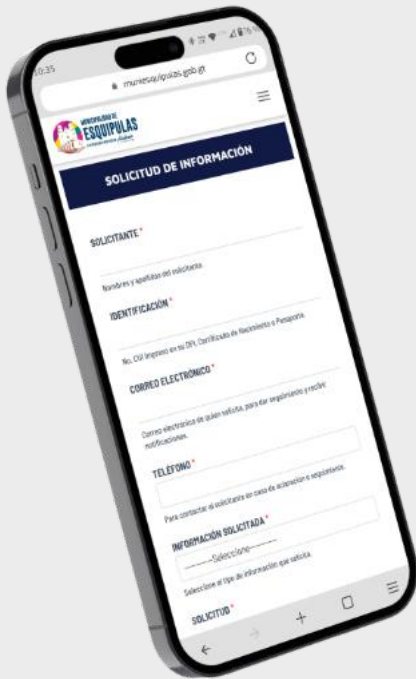 10:35
muniesquipulas.gob.gt
MUNICIPALIDAD DE
ESQUIPULAS
SOLICITUD DE INFORMACIÓN
SOLICITANTE *
Nombres y apellidos del solicitante.
IDENTIFICACIÓN *
No. CUI impreso en su DPI, Certificado de Nacimiento o Pasaporte.
CORREO ELECTRÓNICO *
Correo electrónico de quien solicita, para dar seguimiento y recibir
notificaciones.
TELÉFONO *
Para contactar al solicitante en caso de aclaración o seguimiento.
INFORMACIÓN SOLICITADA *
---------Seleccione---------
Seleccione el tipo de información que solicita.
SOLICITUD *